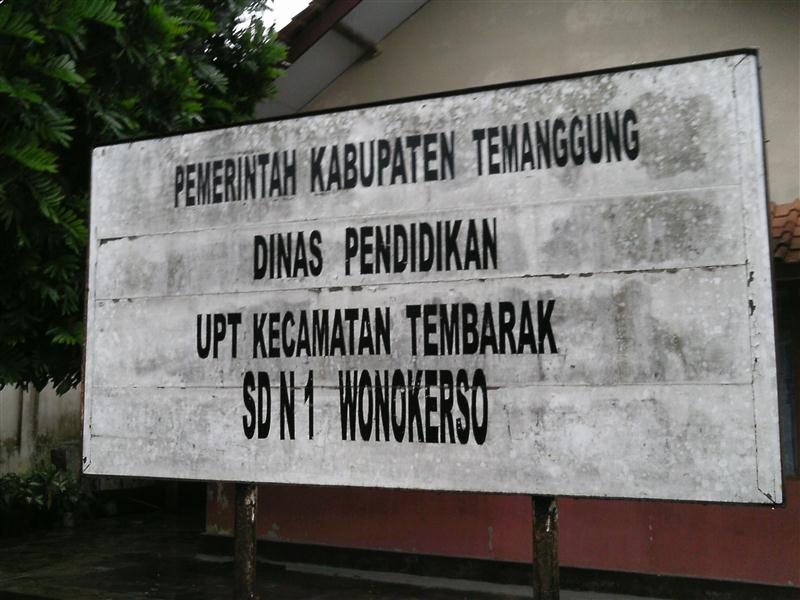 PEMERINTAH KABUPATEN TEMANGGUNG
DINAS PENDIDIKAN
UPT KECAMATAN TEMBARAK
SD N 1 WONOKERSO